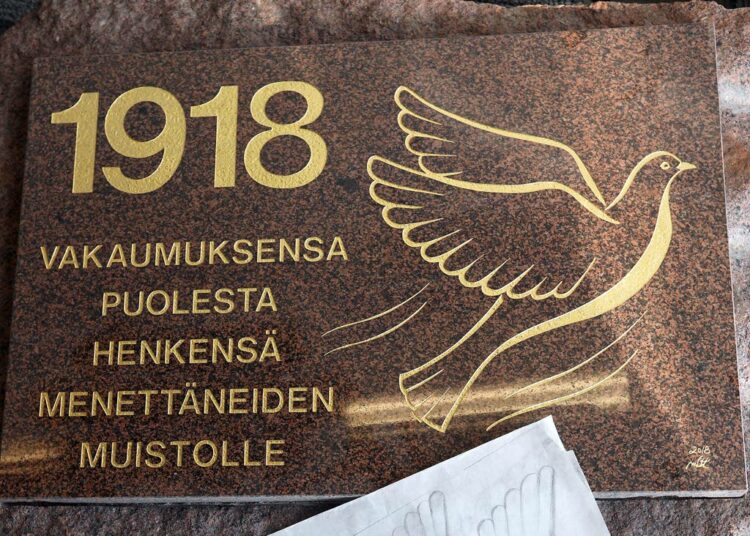 1918
VAKAUMUKSENSA
PUOLESTA
HENKENSÄ
MENETTÄNEIDEN
MUISTOLLE
2018